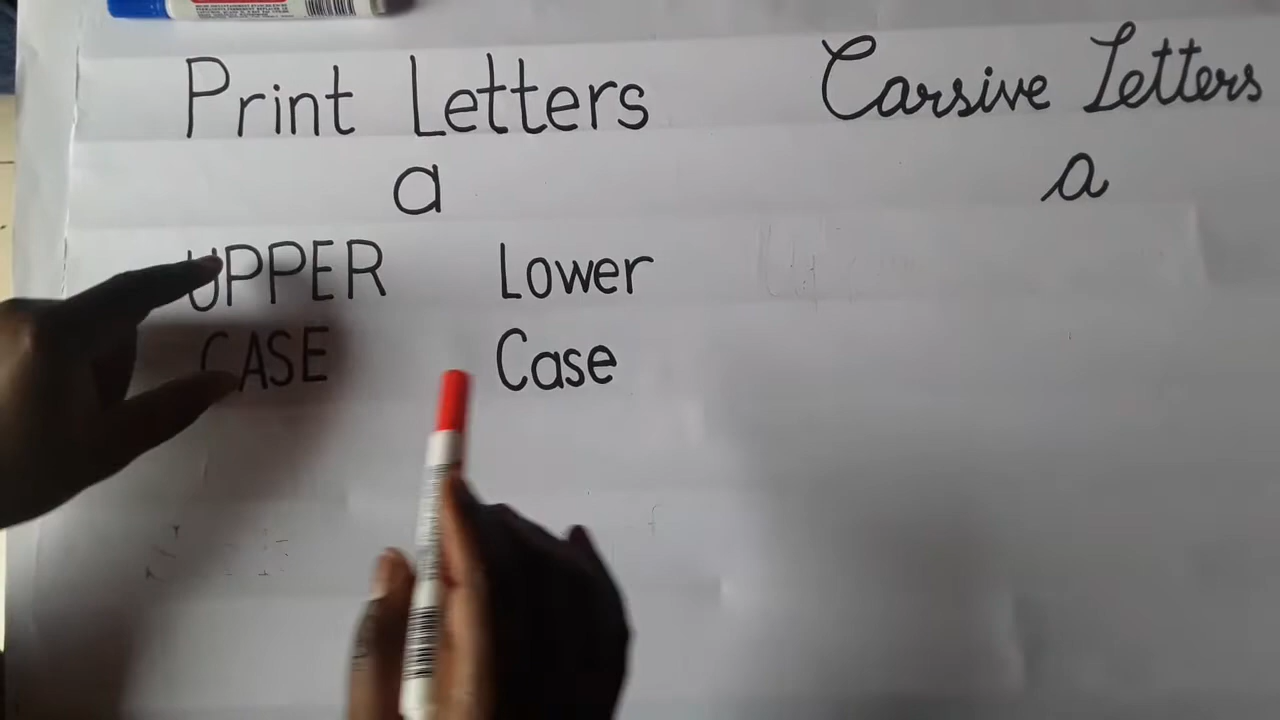 Print Letters
Carsive Letters
a
a
UPPER
Lower
CASE
Case